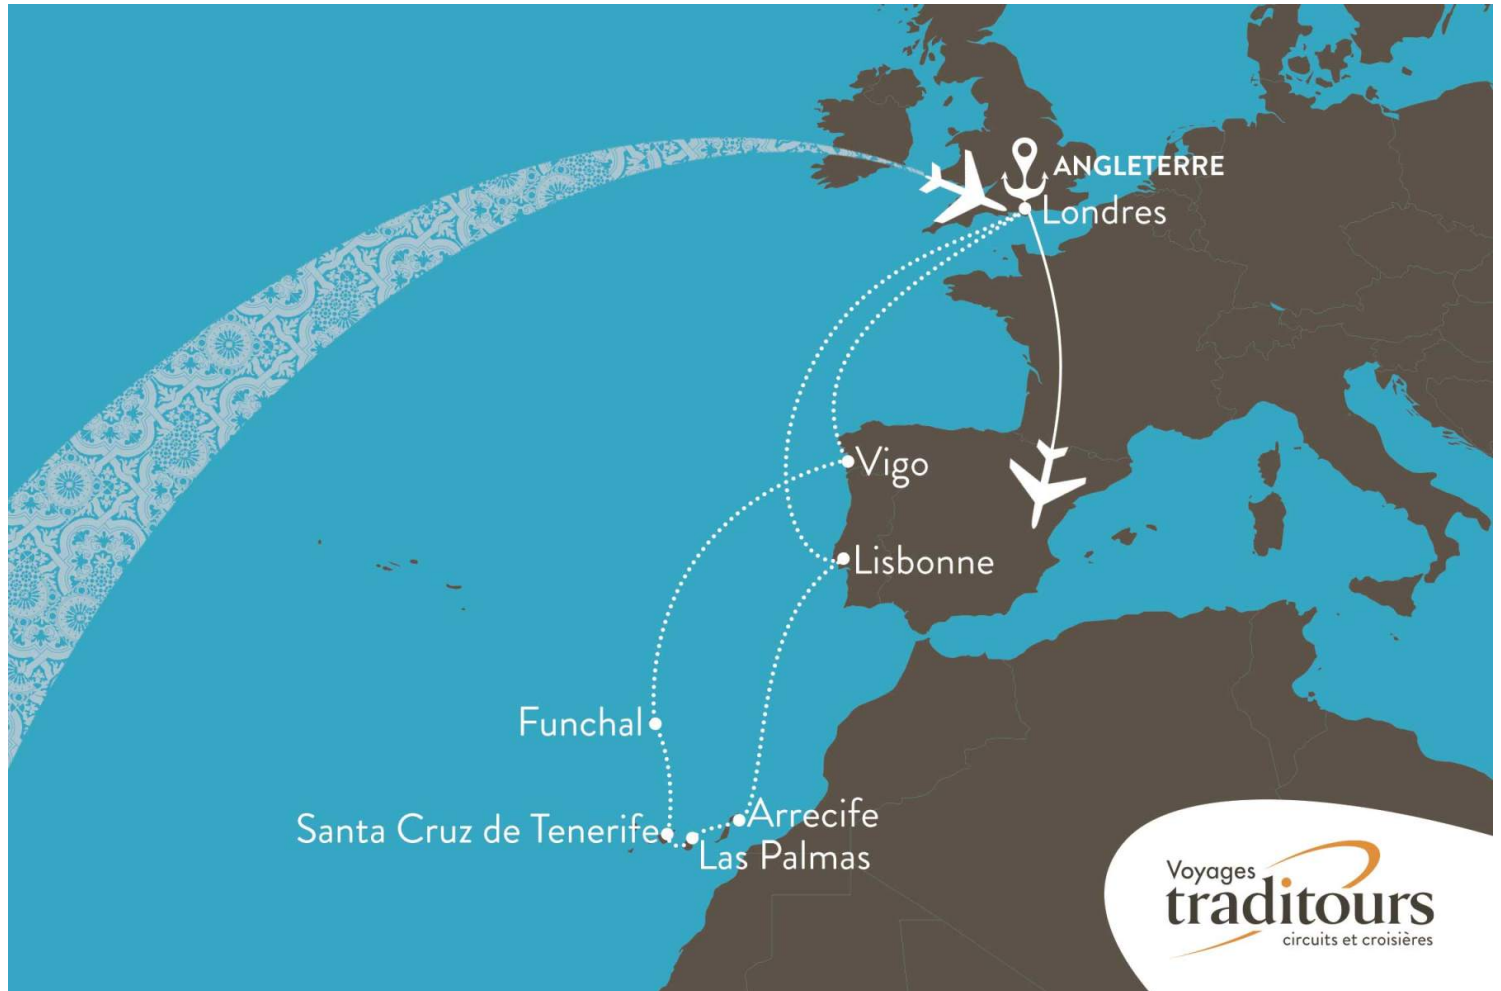 ANGLETERRE
Londres
Vigo
Lisbonne
Funchal
Santa Cruz de Tenerife
Arrecife
Las Palmas
Voyages
traditours
circuits et croisières